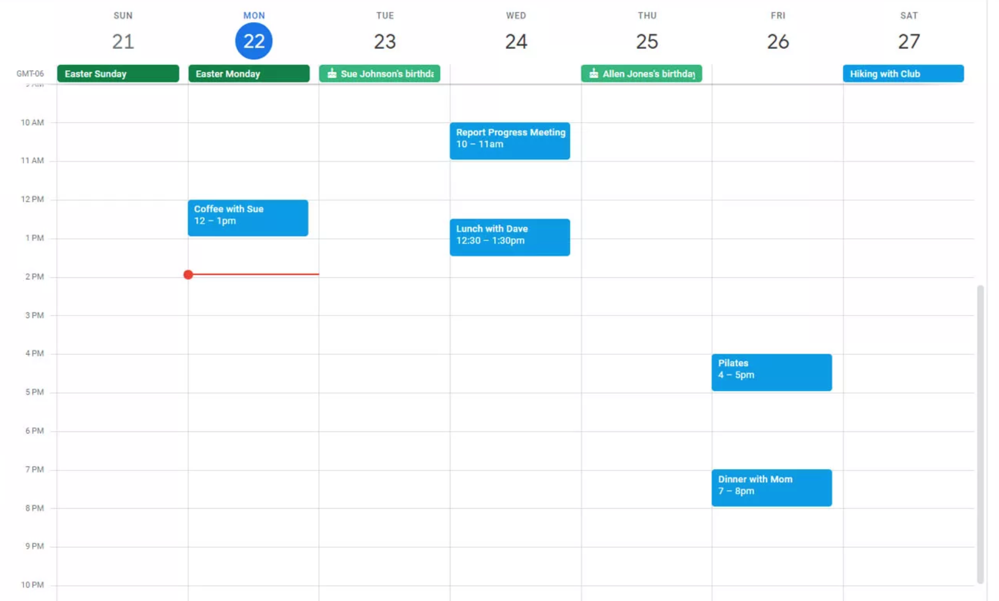 SUN
MON
TUE
WED
THU
FRI
SAT
21
22
23
24
25
26
27
GMT-06
Easter Sunday
Easter Monday
Sue Johnson's
Allen Jones's
Hiking with Club
10 AM
Report Progress Meeting
10 – 11am
11 AM
12 PM
Coffee with Sue
12 – 1pm
Lunch with Dave
12:30 – 1:30pm
1 PM
2 PM
3 PM
4 PM
Pilates
4 – 5pm
5 PM
6 PM
7 PM
Dinner with Mom
7 – 8pm
8 PM
9 PM
10 PM